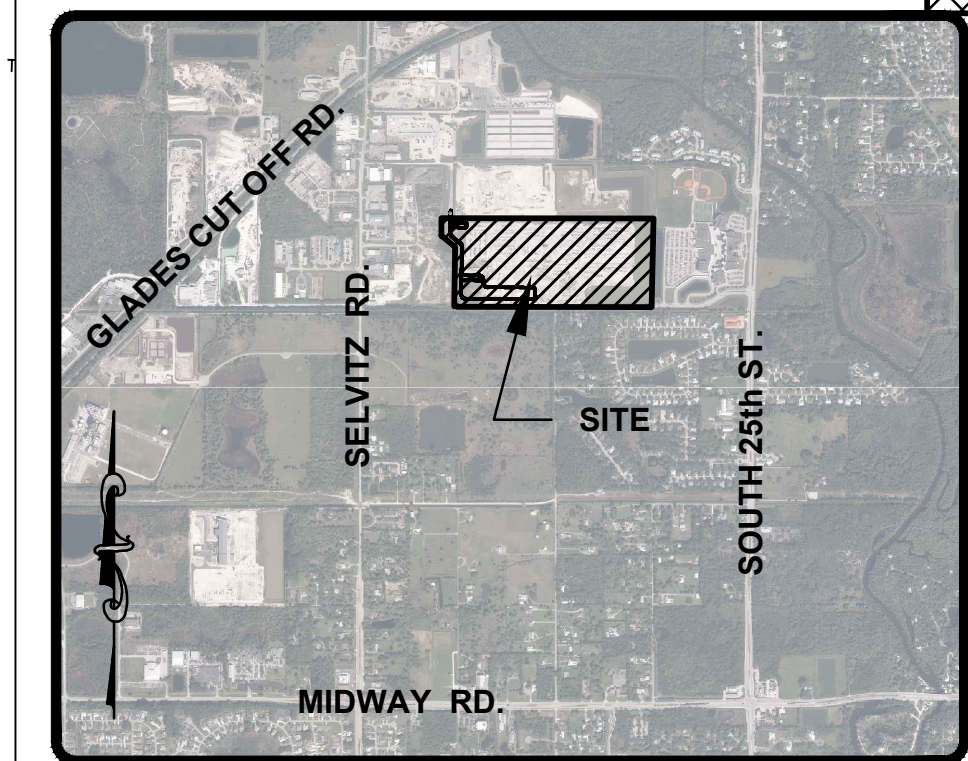 T
GLADES CUT OFF RD.
SELVITZ RD.
SITE
SOUTH 25th ST.
MIDWAY RD.